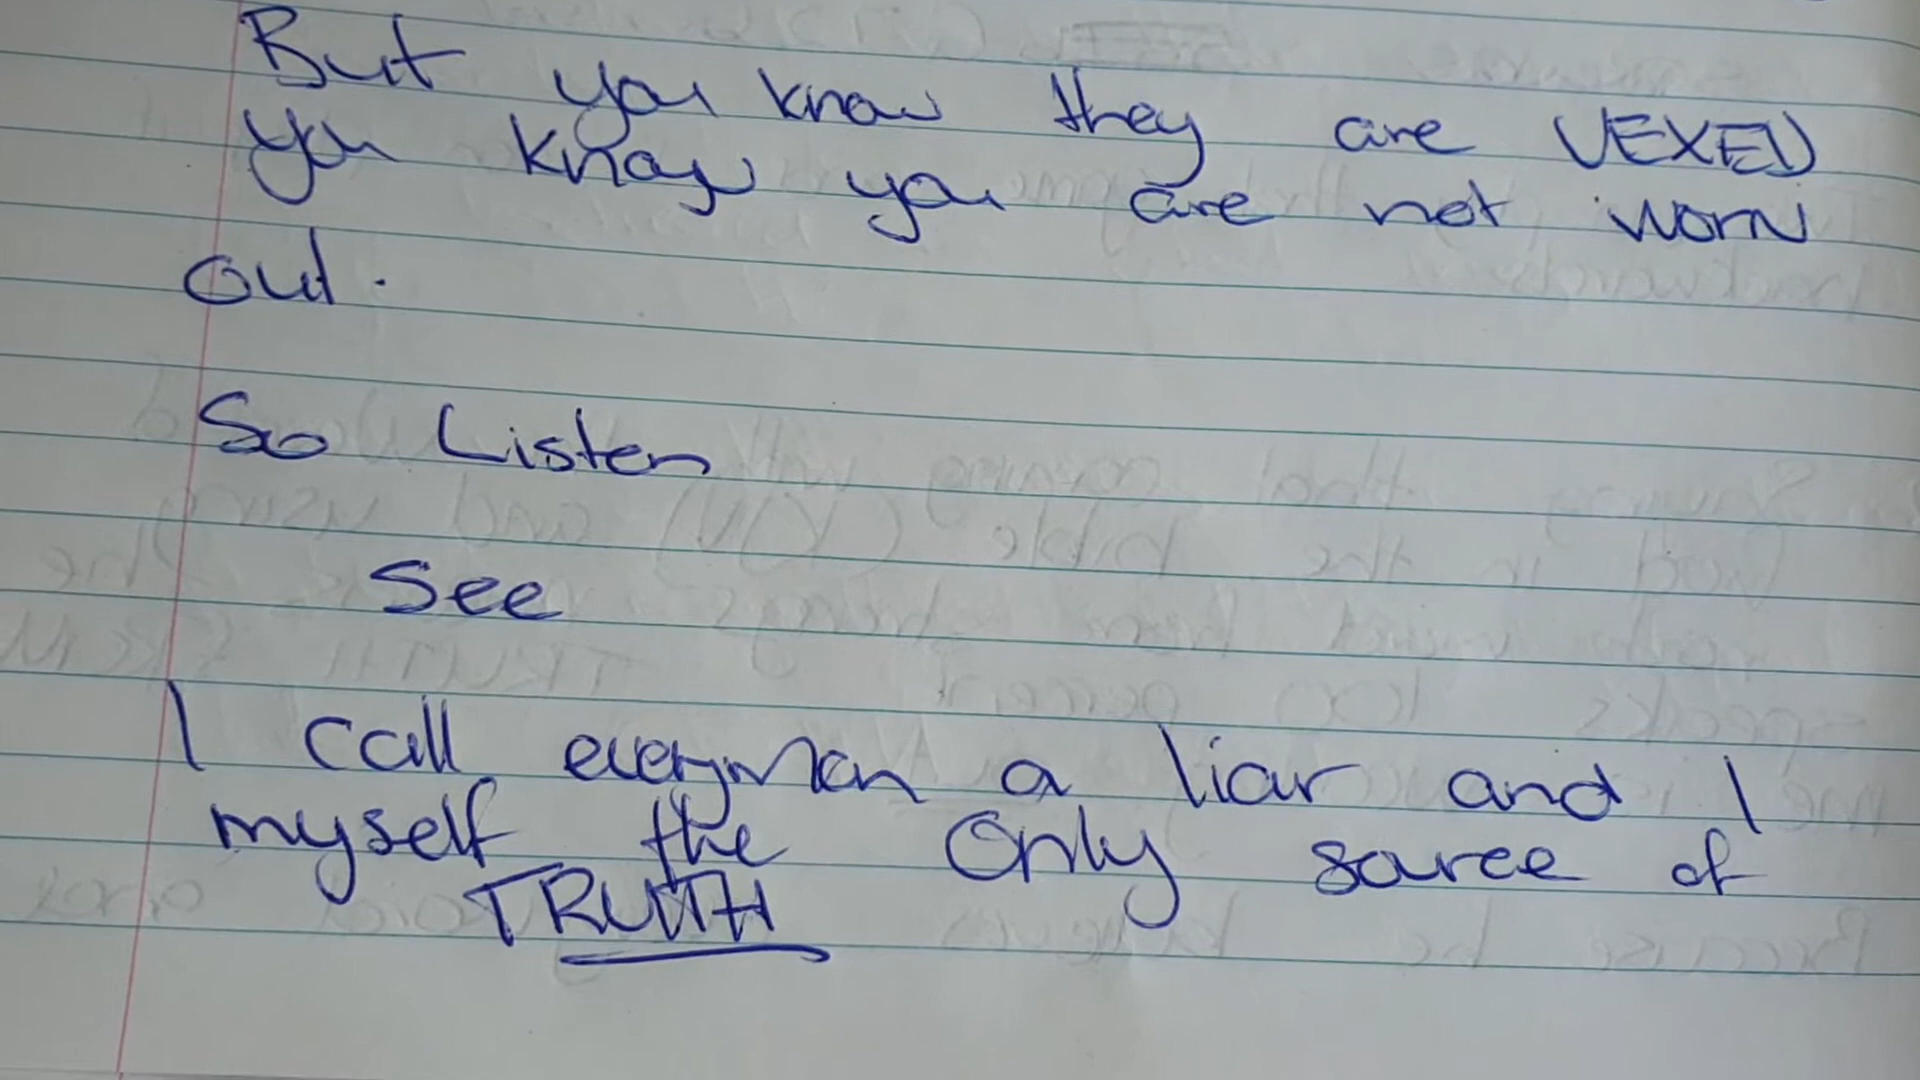 But you know they are VEXED
you know you are not worn
out.
So Listen
See
I call everyman a liar and I
myself the Only source of
TRUTH